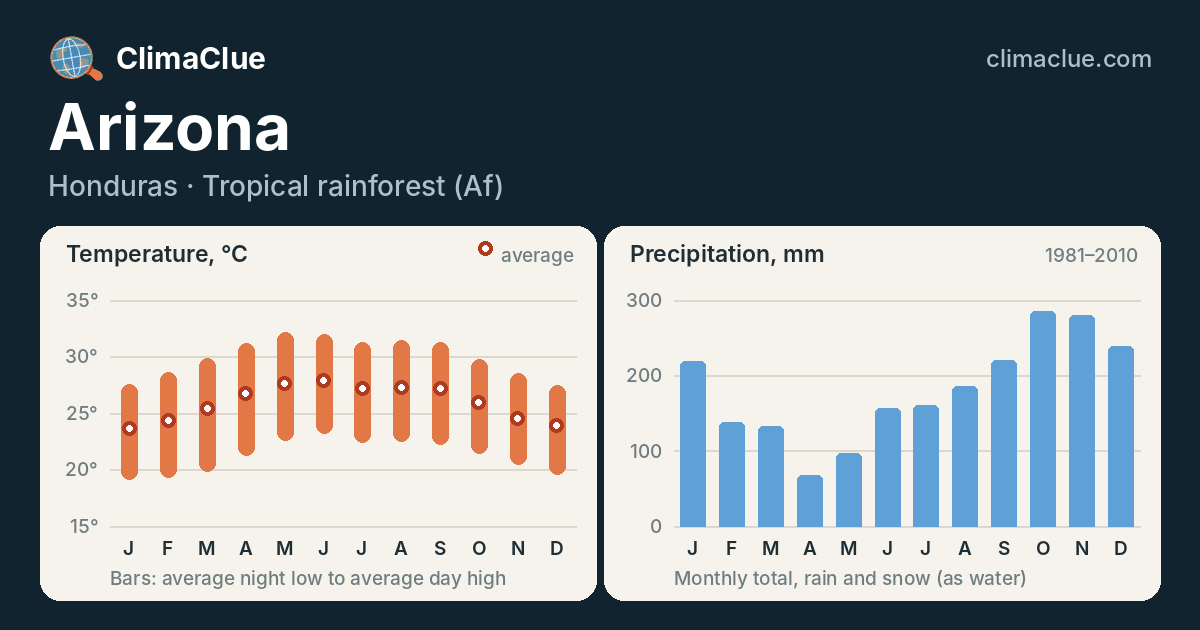 ClimaClue
climaclue.com
Arizona
Honduras · Tropical rainforest (Af)
Temperature, °C
average
35°
30°
25°
20°
15°
J F M A M J J A S O N D
Bars: average night low to average day high
Precipitation, mm
1981–2010
300
200
100
0
J F M A M J J A S O N D
Monthly total, rain and snow (as water)